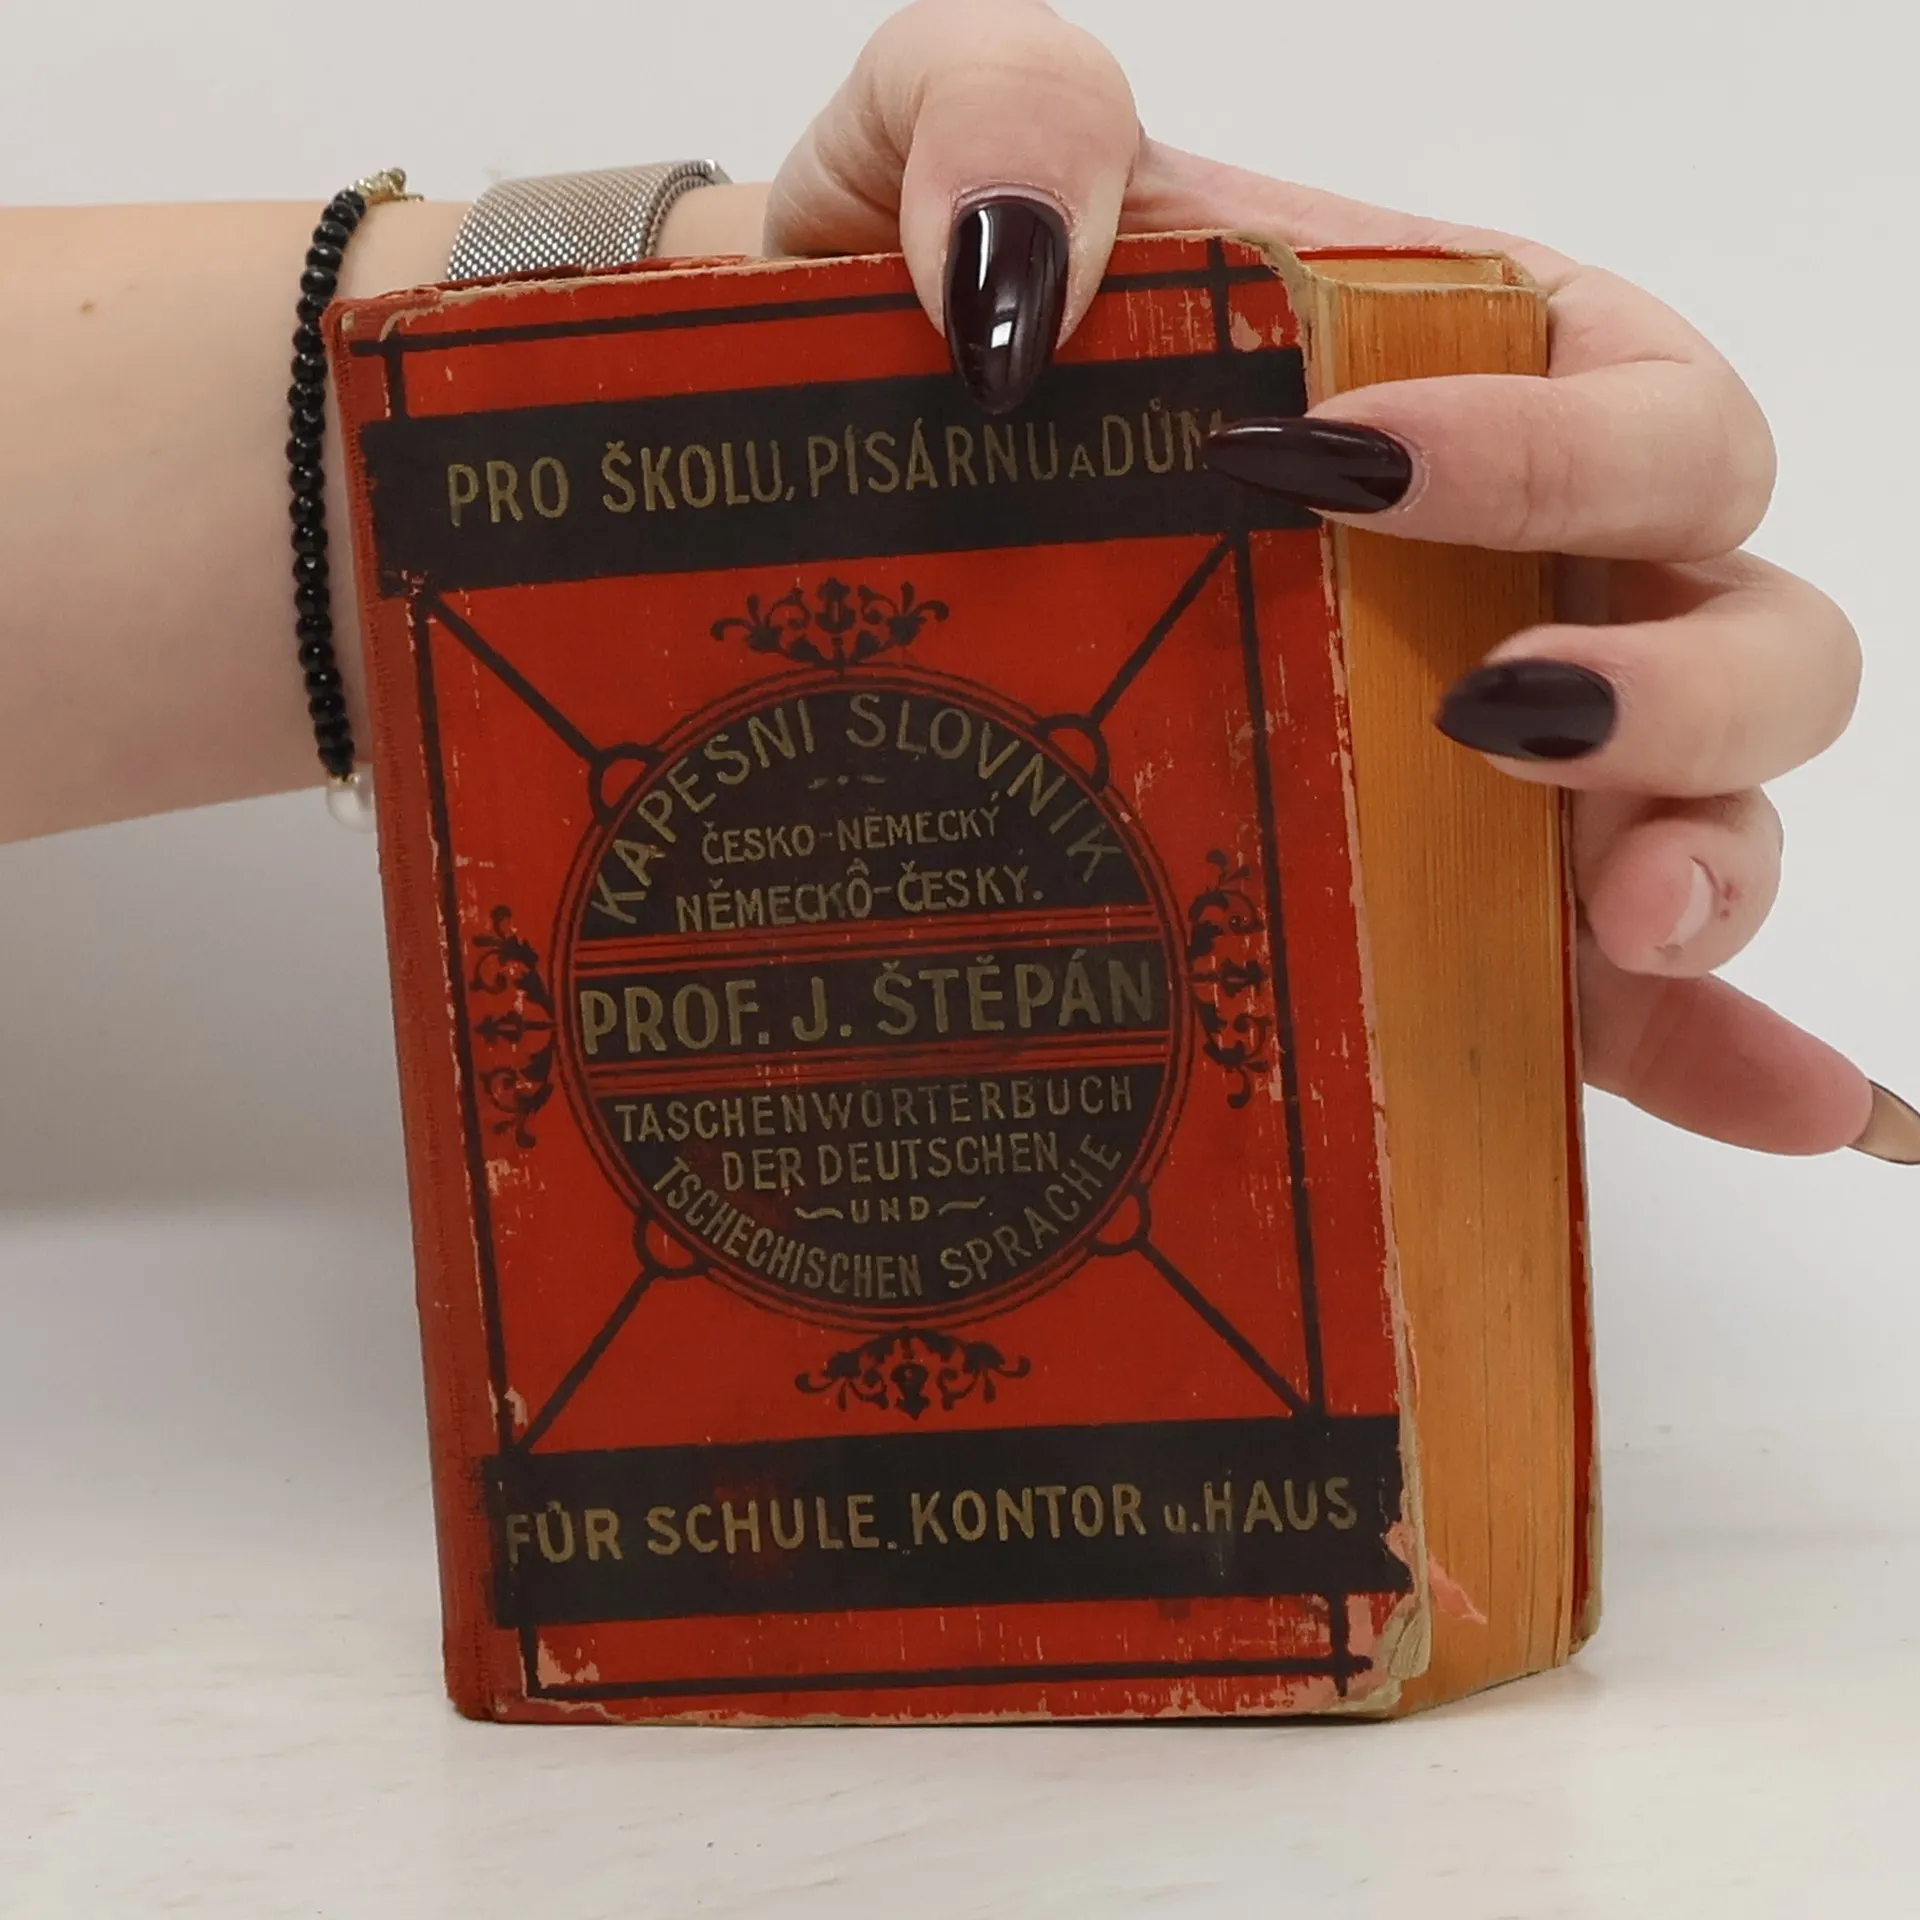 PRO ŠKOLU, PÍSÁRNU A DŮM
KAPESNÍ SLOVNÍK
ČESKO-NĚMECKÝ
NĚMECKO-ČESKÝ.
PROF. J. ŠTĚPÁN
TASCHENWÖRTERBUCH
DER DEUTSCHEN
UND
TSCHECHISCHEN SPRACHE
FÜR SCHULE, KONTOR u. HAUS